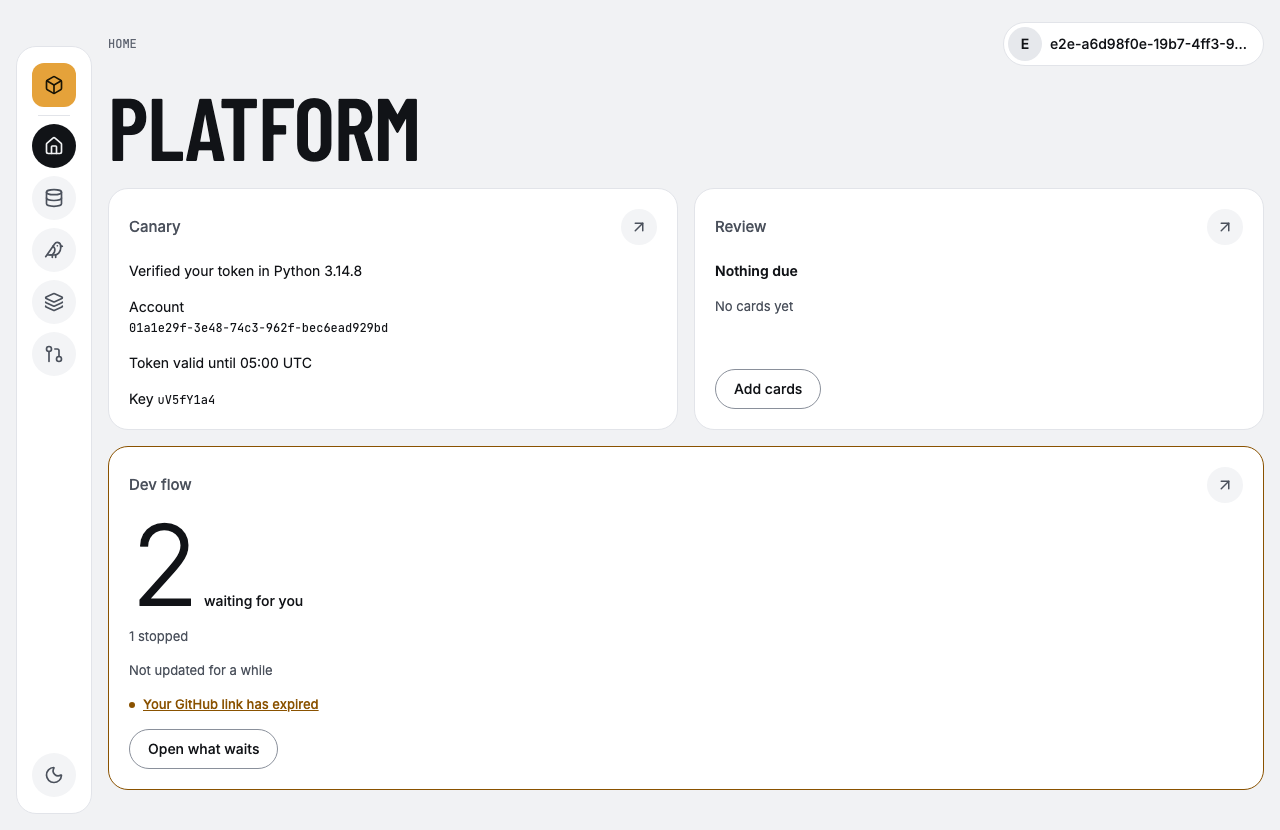 HOME
E
e2e-a6d98f0e-19b7-4ff3-9...
PLATFORM
Canary
Verified your token in Python 3.14.8
Account
01a1e29f-3e48-74c3-962f-bec6ead929bd
Token valid until 05:00 UTC
Key uV5fY1a4
Review
Nothing due
No cards yet
Add cards
Dev flow
2 waiting for you
1 stopped
Not updated for a while
Your GitHub link has expired
Open what waits